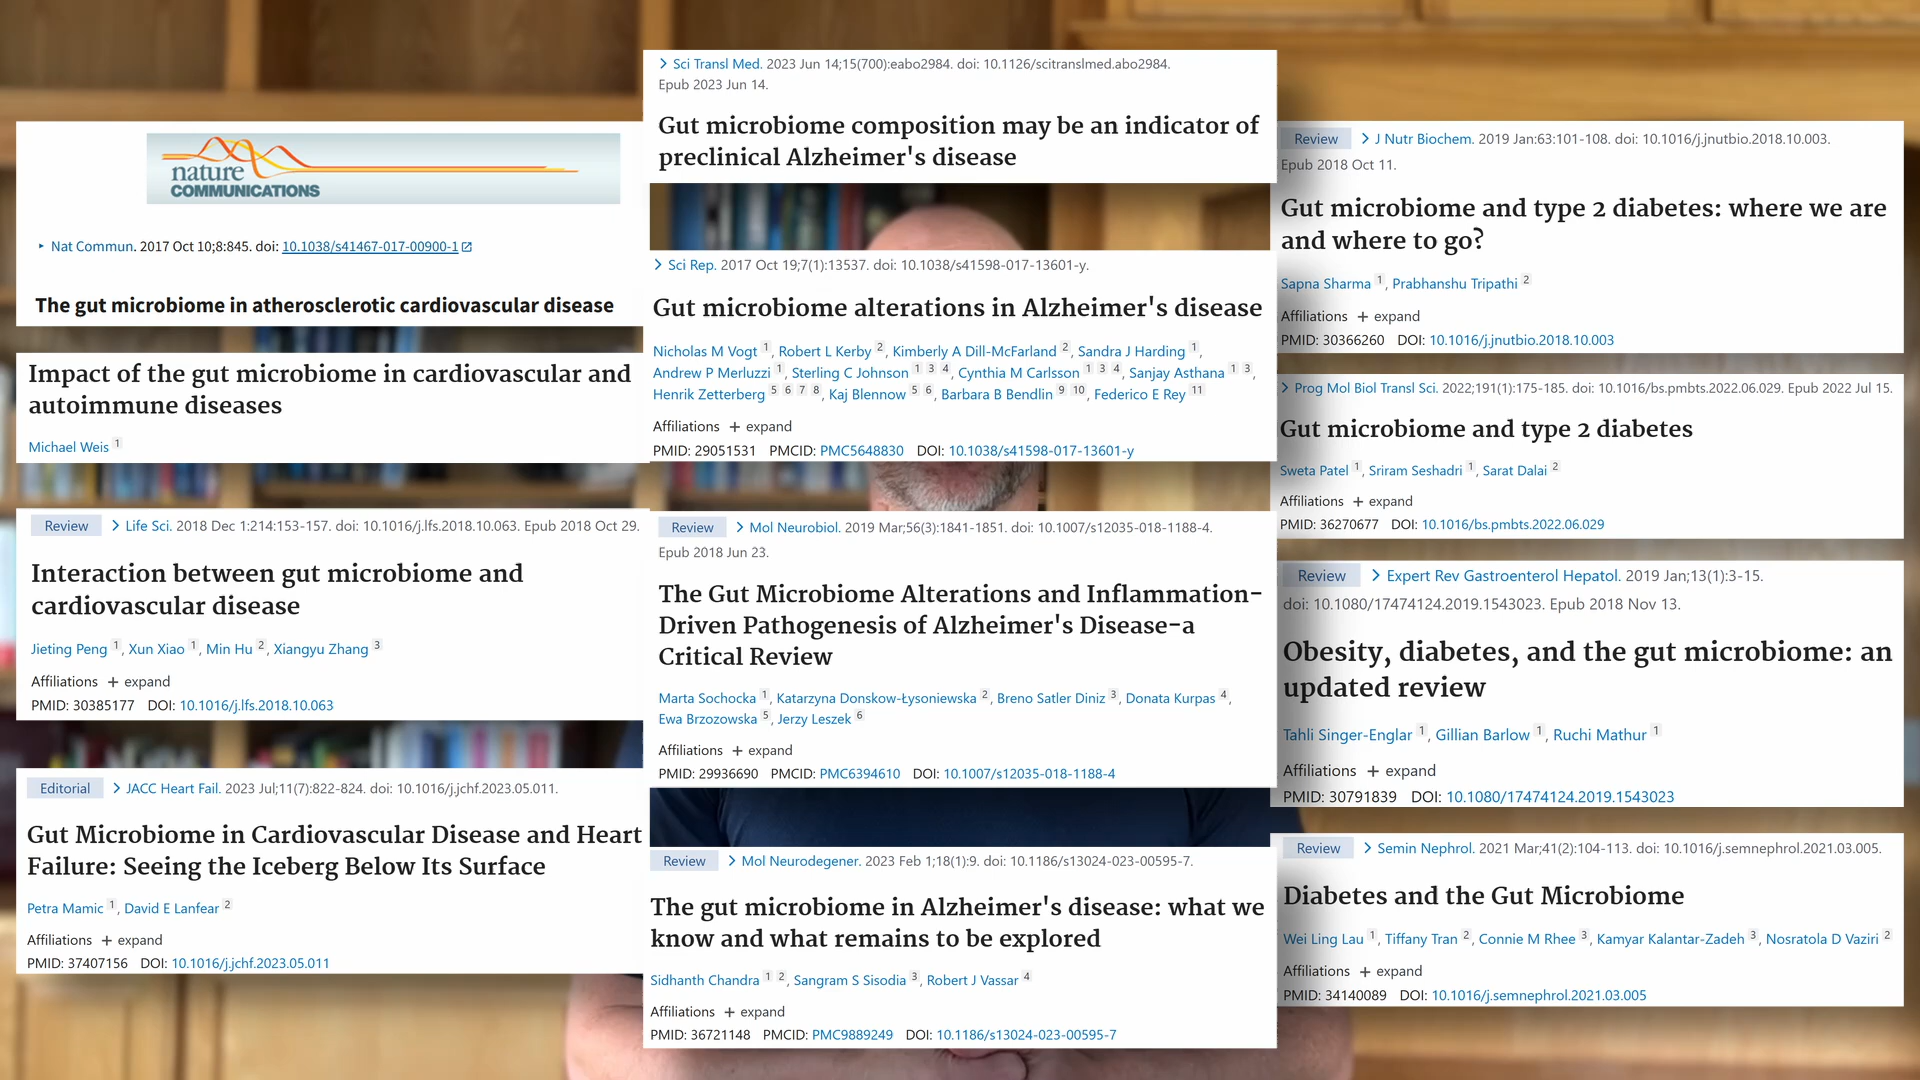 nature
COMMUNICATIONS
‣ Nat Commun. 2017 Oct 10;8:845. doi: 10.1038/s41467-017-00900-1
The gut microbiome in atherosclerotic cardiovascular disease
Impact of the gut microbiome in cardiovascular and
autoimmune diseases
Michael Weis 1
Review > Life Sci. 2018 Dec 1:214:153-157. doi: 10.1016/j.lfs.2018.10.063. Epub 2018 Oct 29.
Interaction between gut microbiome and
cardiovascular disease
Jieting Peng 1, Xun Xiao 1, Min Hu 2, Xiangyu Zhang 3
Affiliations + expand
PMID: 30385177 DOI: 10.1016/j.lfs.2018.10.063
Editorial > JACC Heart Fail. 2023 Jul;11(7):822-824. doi: 10.1016/j.jchf.2023.05.011.
Gut Microbiome in Cardiovascular Disease and Heart
Failure: Seeing the Iceberg Below Its Surface
Petra Mamic 1, David E Lanfear 2
Affiliations + expand
PMID: 37407156 DOI: 10.1016/j.jchf.2023.05.011
> Sci Transl Med. 2023 Jun 14;15(700):eabo2984. doi: 10.1126/scitranslmed.abo2984.
Epub 2023 Jun 14.
Gut microbiome composition may be an indicator of
preclinical Alzheimer's disease
> Sci Rep. 2017 Oct 19;7(1):13537. doi: 10.1038/s41598-017-13601-y.
Gut microbiome alterations in Alzheimer's disease
Nicholas M Vogt 1, Robert L Kerby 2, Kimberly A Dill-McFarland 2, Sandra J Harding 1,
Andrew P Merluzzi 1, Sterling C Johnson 1 3 4, Cynthia M Carlsson 1 3 4, Sanjay Asthana 1 3,
Henrik Zetterberg 5 6 7 8, Kaj Blennow 5 6, Barbara B Bendlin 9 10, Federico E Rey 11
Affiliations + expand
PMID: 29051531 PMCID: PMC5648830 DOI: 10.1038/s41598-017-13601-y
Review > Mol Neurobiol. 2019 Mar;56(3):1841-1851. doi: 10.1007/s12035-018-1188-4.
Epub 2018 Jun 23.
The Gut Microbiome Alterations and Inflammation-
Driven Pathogenesis of Alzheimer's Disease-a
Critical Review
Marta Sochocka 1, Katarzyna Donskow-Łysoniewska 2, Breno Satler Diniz 3, Donata Kurpas 4,
Ewa Brzozowska 5, Jerzy Leszek 6
Affiliations + expand
PMID: 29936690 PMCID: PMC6394610 DOI: 10.1007/s12035-018-1188-4
Review > Mol Neurodegener. 2023 Feb 1;18(1):9. doi: 10.1186/s13024-023-00595-7.
The gut microbiome in Alzheimer's disease: what we
know and what remains to be explored
Sidhanth Chandra 1 2, Sangram S Sisodia 3, Robert J Vassar 4
Affiliations + expand
PMID: 36721148 PMCID: PMC9889249 DOI: 10.1186/s13024-023-00595-7
Review > J Nutr Biochem. 2019 Jan:63:101-108. doi: 10.1016/j.jnutbio.2018.10.003.
Epub 2018 Oct 11.
Gut microbiome and type 2 diabetes: where we are
and where to go?
Sapna Sharma 1, Prabhanshu Tripathi 2
Affiliations + expand
PMID: 30366260 DOI: 10.1016/j.jnutbio.2018.10.003
> Prog Mol Biol Transl Sci. 2022;191(1):175-185. doi: 10.1016/bs.pmbts.2022.06.029. Epub 2022 Jul 15.
Gut microbiome and type 2 diabetes
Sweta Patel 1, Sriram Seshadri 1, Sarat Dalai 2
Affiliations + expand
PMID: 36270677 DOI: 10.1016/bs.pmbts.2022.06.029
Review > Expert Rev Gastroenterol Hepatol. 2019 Jan;13(1):3-15.
doi: 10.1080/17474124.2019.1543023. Epub 2018 Nov 13.
Obesity, diabetes, and the gut microbiome: an
updated review
Tahli Singer-Englar 1, Gillian Barlow 1, Ruchi Mathur 1
Affiliations + expand
PMID: 30791839 DOI: 10.1080/17474124.2019.1543023
Review > Semin Nephrol. 2021 Mar;41(2):104-113. doi: 10.1016/j.semnephrol.2021.03.005.
Diabetes and the Gut Microbiome
Wei Ling Lau 1, Tiffany Tran 2, Connie M Rhee 3, Kamyar Kalantar-Zadeh 3, Nosratola D Vaziri 2
Affiliations + expand
PMID: 34140089 DOI: 10.1016/j.semnephrol.2021.03.005